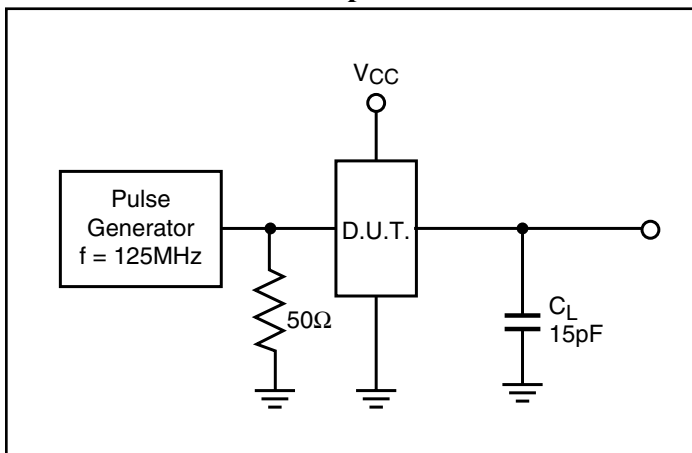 VCC
Pulse
Generator
f = 125MHz
D.U.T.
50Ω
CL
15pF